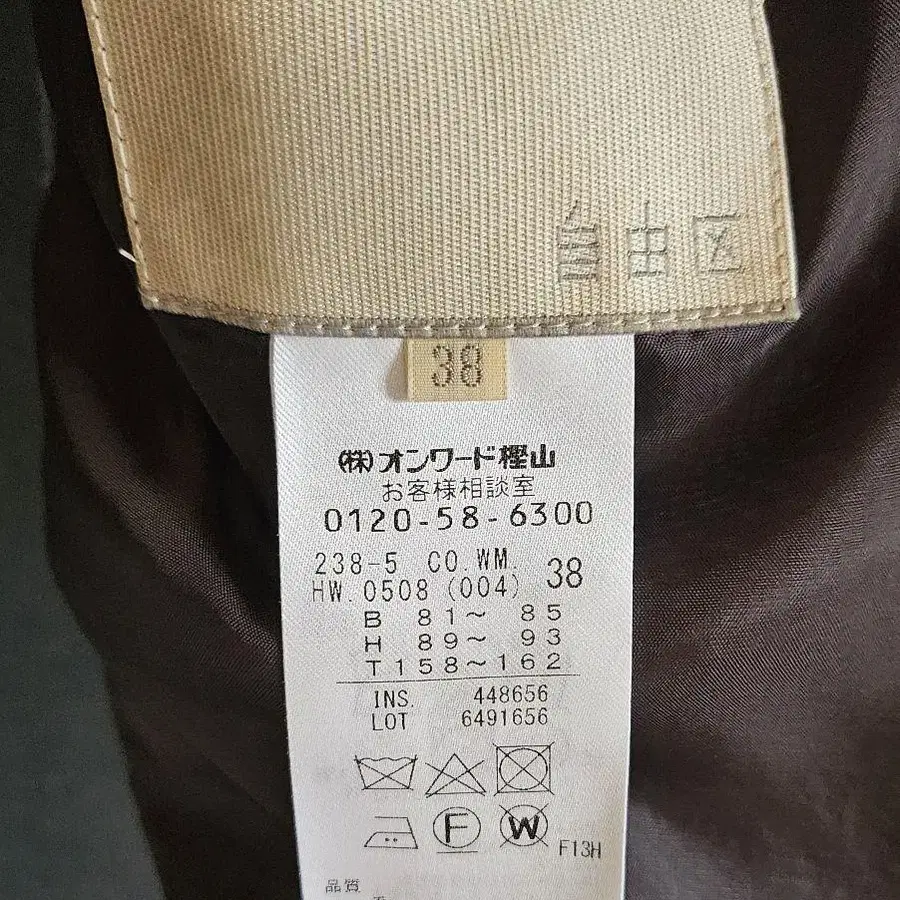 自由区
38
(株)オンワード樫山
お客様相談室
0120-58-6300
238-5 CO.WM.
HW.0508 (004) 38
B 81～ 85
H 89～ 93
T158～162
INS. 448656
LOT 6491656
F
W
F13H
品質